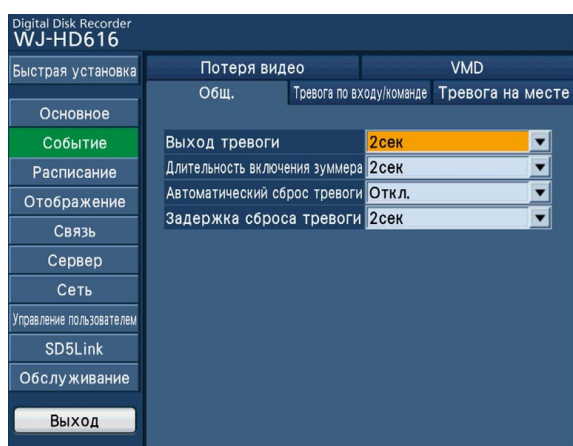 Digital Disk Recorder
WJ-HD616
Быстрая установка
Основное
Событие
Расписание
Отображение
Связь
Сервер
Сеть
Управление пользователем
SD5Link
Обслуживание
Выход
Потеря видео
VMD
Общ.
Тревога по входу/команде
Тревога на месте
Выход тревоги
2сек
Длительность включения зуммера
2сек
Автоматический сброс тревоги
Откл.
Задержка сброса тревоги
2сек